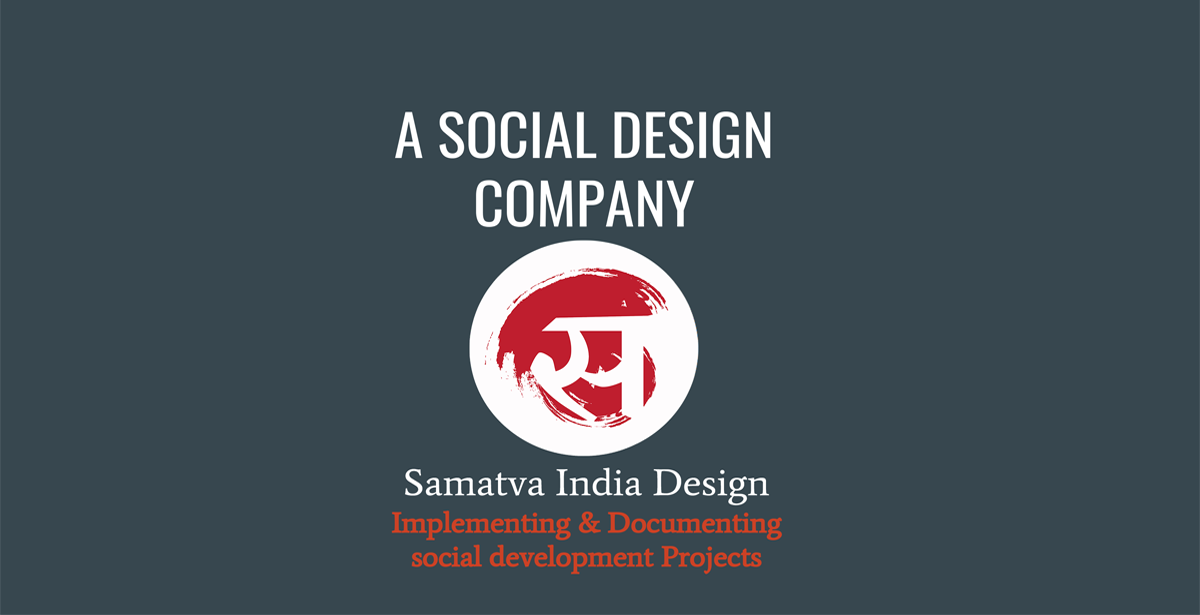 A SOCIAL DESIGN
COMPANY
स
Samatva India Design
Implementing & Documenting
social development Projects